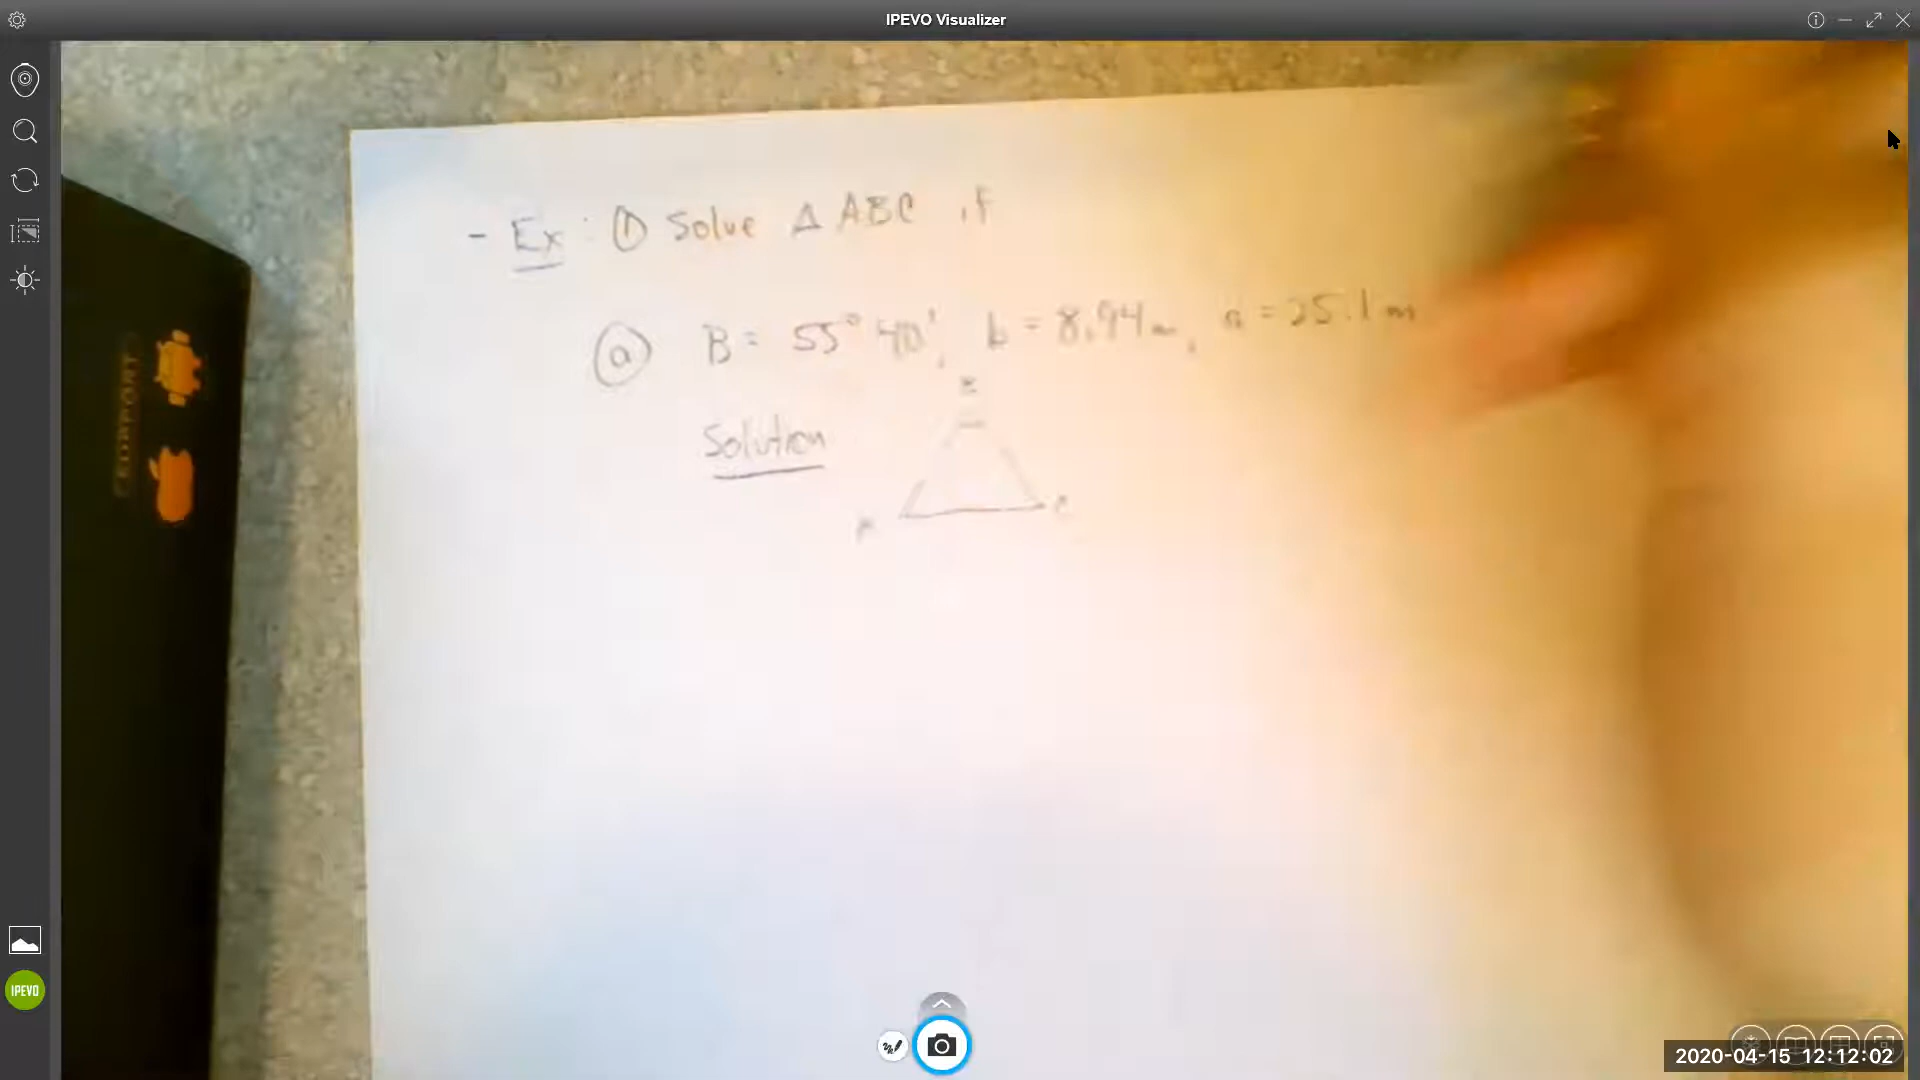 IPEVO Visualizer
- Ex: ① Solve △ ABC if
ⓐ B = 55° 40', b = 8.94 m, a = 25.1 m
B
Solution
A C
IPEVO
2020-04-15 12:12:02